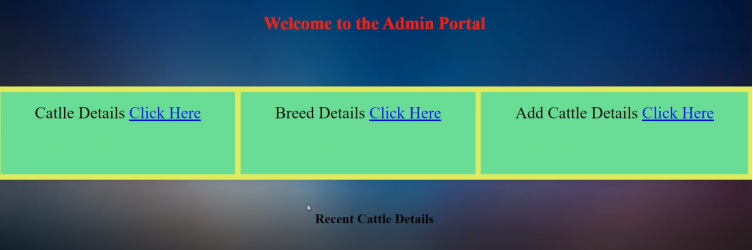 Welcome to the Admin Portal
Catlle Details Click Here
Breed Details Click Here
Add Cattle Details Click Here
Recent Cattle Details